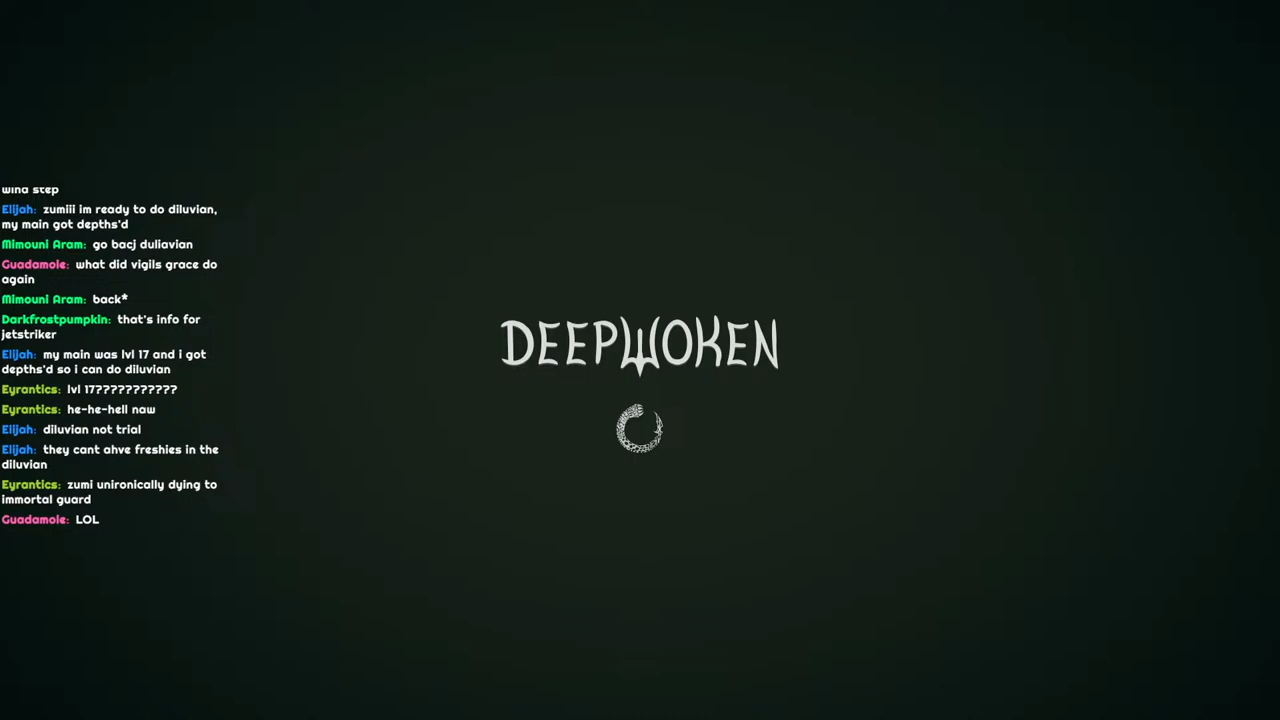 wind step
Elijah: zumiii im ready to do diluvian,
my main got depths'd
Mimouni Aram: go bacj duliavian
Guadamole: what did vigils grace do
again
Mimouni Aram: back*
Darkfrostpumpkin: that's info for
jetstriker
Elijah: my main was lvl 17 and i got
depths'd so i can do diluvian
Eyrantics: lvl 17???????????
Eyrantics: he-he-hell naw
Elijah: diluvian not trial
Elijah: they cant ahve freshies in the
diluvian
Eyrantics: zumi unironically dying to
immortal guard
Guadamole: LOL
DEEPWOKEN